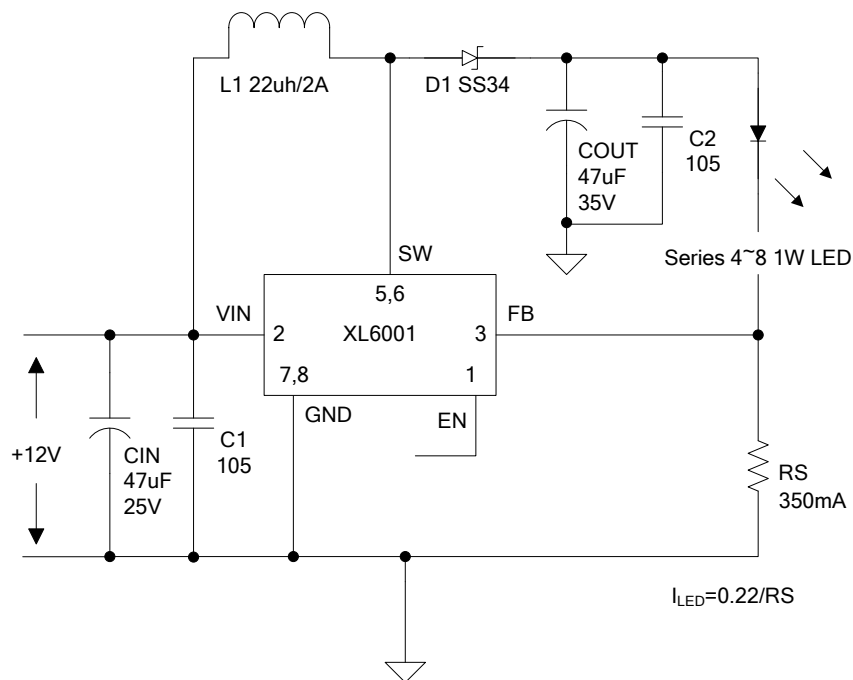 L1 22uh/2A
D1 SS34
COUT
47uF
35V
C2
105
SW
Series 4~8 1W LED
5,6
VIN
FB
2
XL6001
3
7,8
1
GND
EN
+12V
CIN
47uF
25V
C1
105
RS
350mA
I_LED=0.22/RS